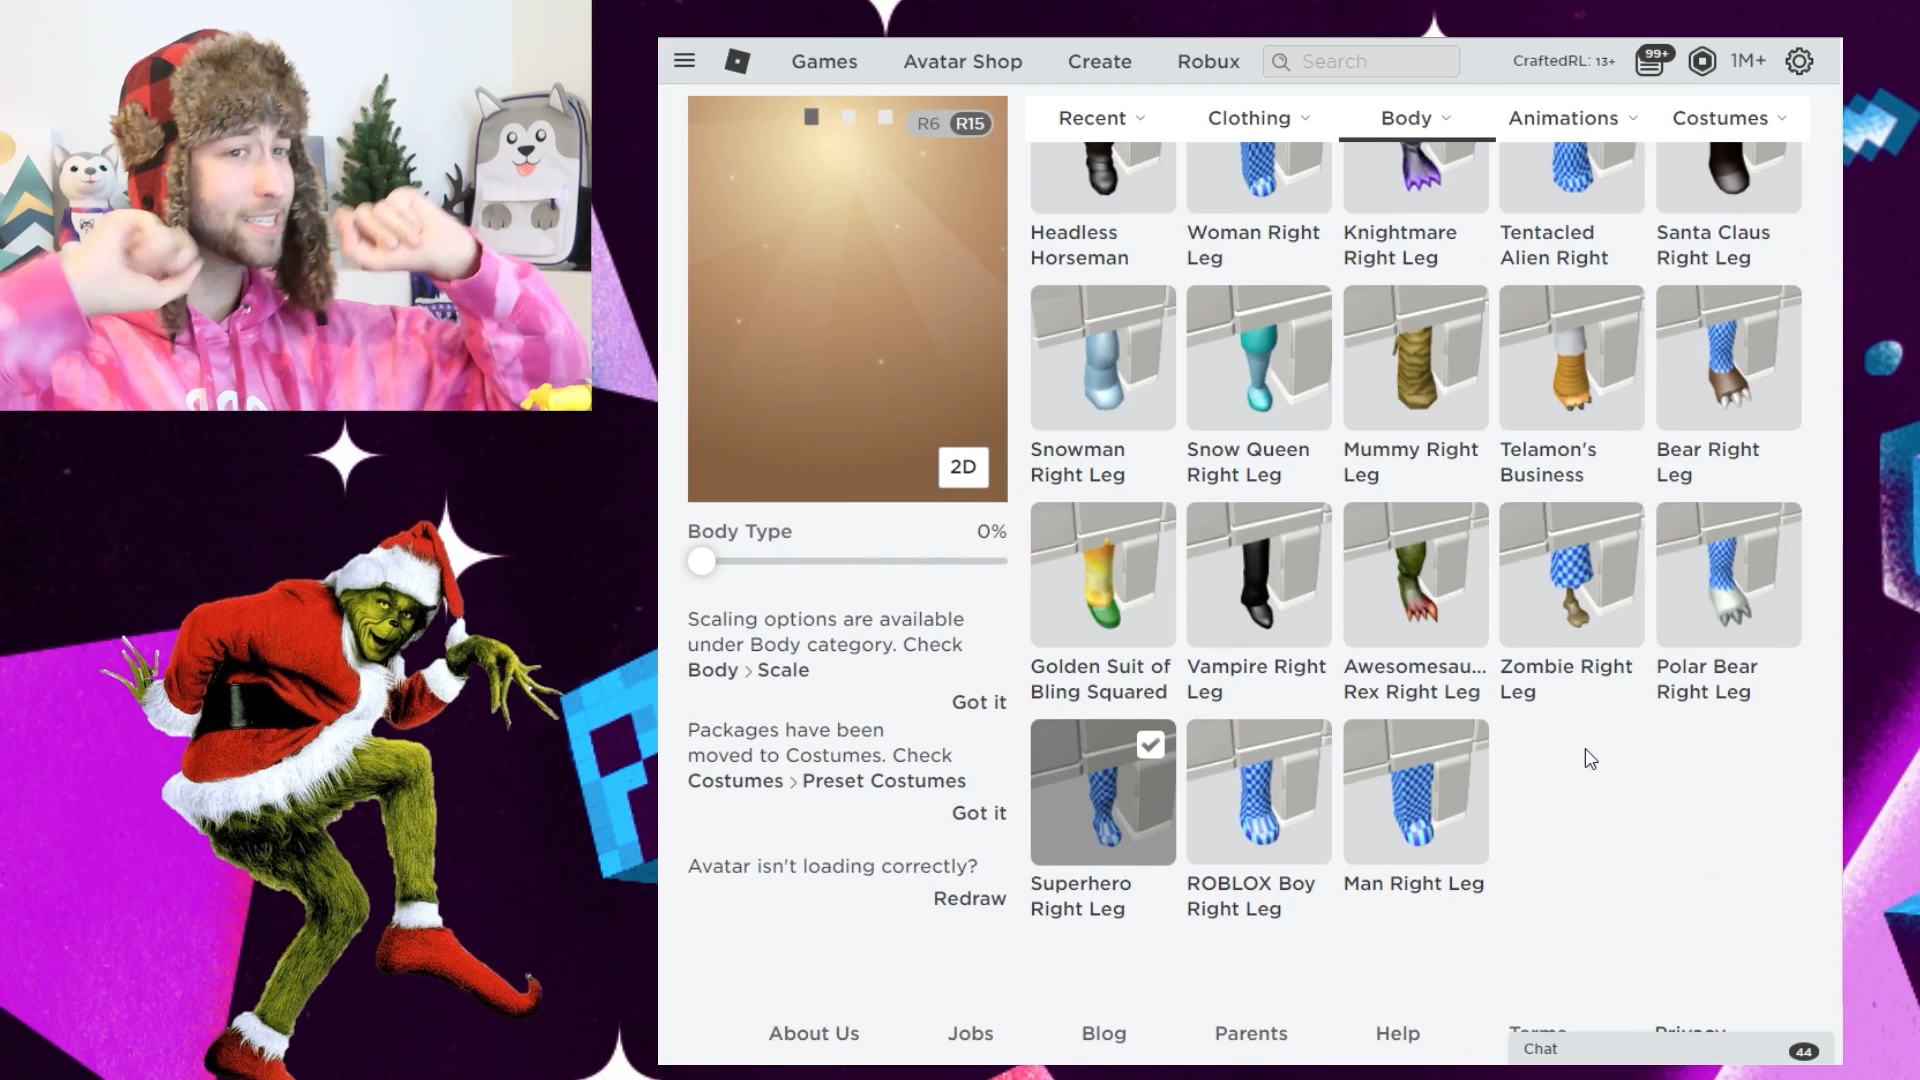 Games
Avatar Shop
Create
Robux
Search
CraftedRL: 13+
99+
1M+
R6
R15
Recent
Clothing
Body
Animations
Costumes
2D
Body Type
0%
Scaling options are available
under Body category. Check
Body > Scale
Got it
Packages have been
moved to Costumes. Check
Costumes > Preset Costumes
Got it
Avatar isn't loading correctly?
Redraw
Headless
Horseman
Woman Right
Leg
Knightmare
Right Leg
Tentacled
Alien Right
Santa Claus
Right Leg
Snowman
Right Leg
Snow Queen
Right Leg
Mummy Right
Leg
Telamon's
Business
Bear Right
Leg
Golden Suit of
Bling Squared
Vampire Right
Leg
Awesomesau...
Rex Right Leg
Zombie Right
Leg
Polar Bear
Right Leg
Superhero
Right Leg
ROBLOX Boy
Right Leg
Man Right Leg
About Us
Jobs
Blog
Parents
Help
Terms
Privacy
Chat
44